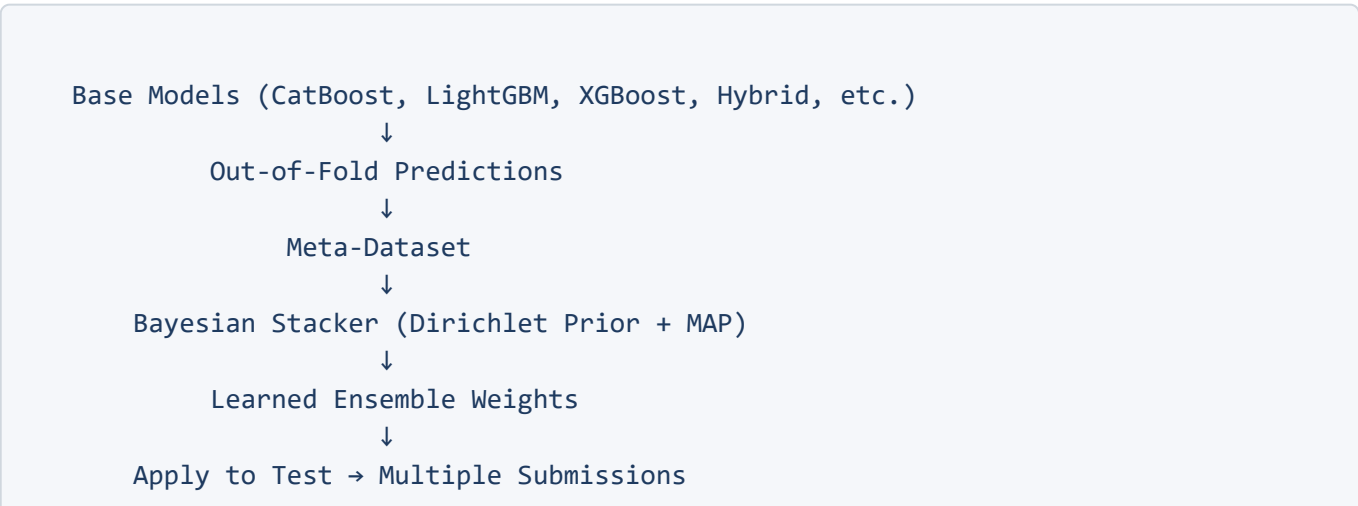 Base Models (CatBoost, LightGBM, XGBoost, Hybrid, etc.)
↓
Out-of-Fold Predictions
↓
Meta-Dataset
↓
Bayesian Stacker (Dirichlet Prior + MAP)
↓
Learned Ensemble Weights
↓
Apply to Test → Multiple Submissions